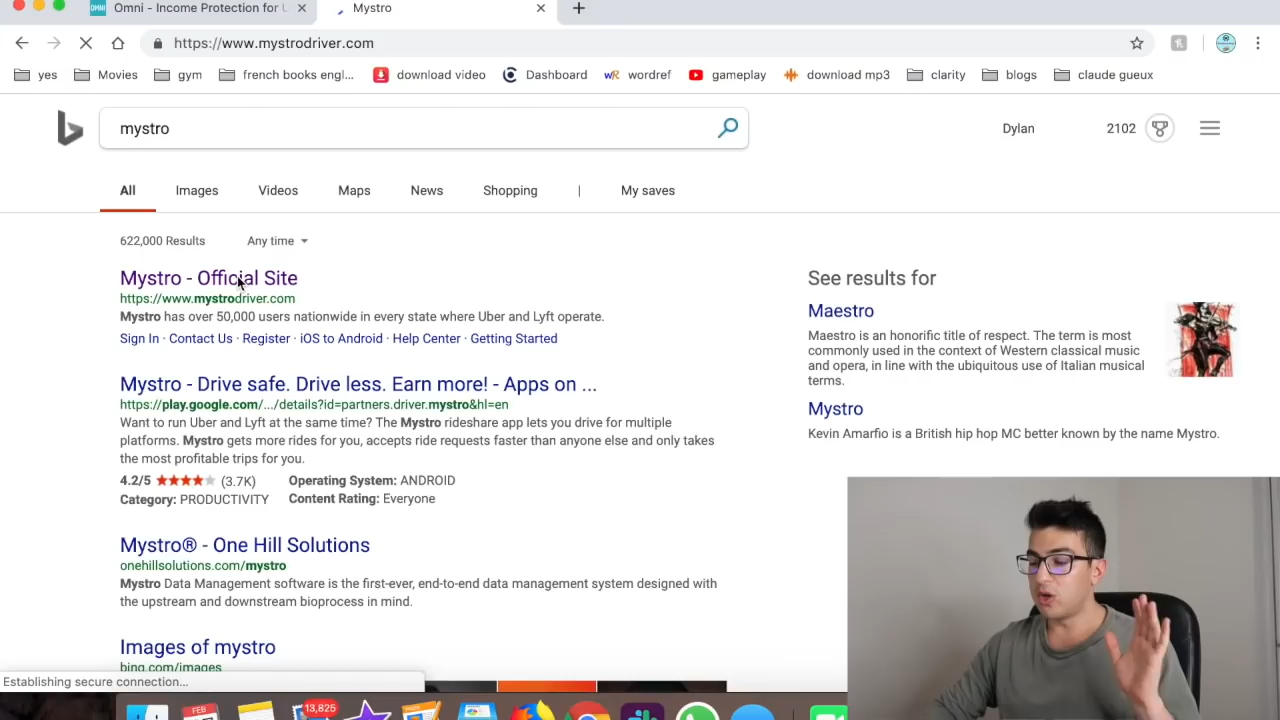 Omni - Income Protection for U
Mystro
https://www.mystrodriver.com
yes
Movies
gym
french books engl...
download video
Dashboard
wordref
gameplay
download mp3
clarity
blogs
claude gueux
mystro
Dylan
2102
All
Images
Videos
Maps
News
Shopping
|
My saves
622,000 Results
Any time
Mystro - Official Site
https://www.mystrodriver.com
Mystro has over 50,000 users nationwide in every state where Uber and Lyft operate.
Sign In · Contact Us · Register · iOS to Android · Help Center · Getting Started
Mystro - Drive safe. Drive less. Earn more! - Apps on ...
https://play.google.com/.../details?id=partners.driver.mystro&hl=en
Want to run Uber and Lyft at the same time? The Mystro rideshare app lets you drive for multiple
platforms. Mystro gets more rides for you, accepts ride requests faster than anyone else and only takes
the most profitable trips for you.
4.2/5 (3.7K)
Operating System: ANDROID
Category: PRODUCTIVITY
Content Rating: Everyone
Mystro® - One Hill Solutions
onehillsolutions.com/mystro
Mystro Data Management software is the first-ever, end-to-end data management system designed with
the upstream and downstream bioprocess in mind.
Images of mystro
bing.com/images
See results for
Maestro
Maestro is an honorific title of respect. The term is most
commonly used in the context of Western classical music
and opera, in line with the ubiquitous use of Italian musical
terms.
Mystro
Kevin Amarfio is a British hip hop MC better known by the name Mystro.
Establishing secure connection...
FEB
13,825